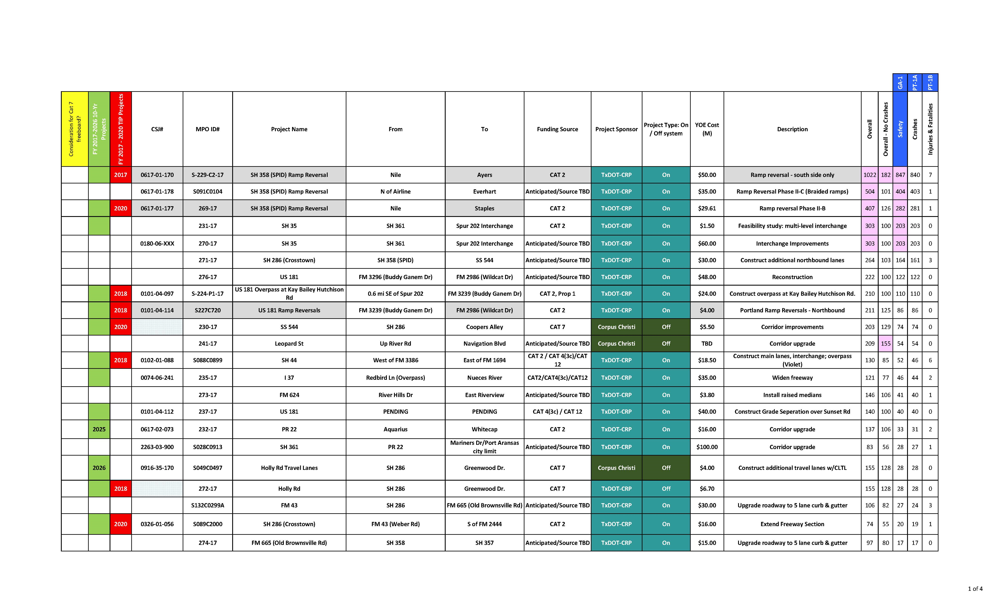 GA-1 PT-1A PT-1B
Consideration for Cat 7 freeboard? FY 2017-2026 10-Yr Projects FY 2017 - 2020 TIP Projects CSJ# MPO ID# Project Name From To Funding Source Project Sponsor Project Type: On / Off system YOE Cost (M) Description Overall Overall - No Crashes Safety Crashes Injuries & Fatalities
2017 0617-01-170 S-229-C2-17 SH 358 (SPID) Ramp Reversal Nile Ayers CAT 2 TxDOT-CRP On $50.00 Ramp reversal - south side only 1022 182 847 840 7
0617-01-178 S091C0104 SH 358 (SPID) Ramp Reversal N of Airline Everhart Anticipated/Source TBD TxDOT-CRP On $35.00 Ramp Reversal Phase II-C (Braided ramps) 504 101 404 403 1
2020 0617-01-177 269-17 SH 358 (SPID) Ramp Reversal Nile Staples CAT 2 TxDOT-CRP On $29.61 Ramp reversal Phase II-B 407 126 282 281 1
231-17 SH 35 SH 361 Spur 202 Interchange CAT 2 TxDOT-CRP On $1.50 Feasibility study: multi-level interchange 303 100 203 203 0
0180-06-XXX 270-17 SH 35 SH 361 Spur 202 Interchange Anticipated/Source TBD TxDOT-CRP On $60.00 Interchange Improvements 303 100 203 203 0
271-17 SH 286 (Crosstown) SH 358 (SPID) SS 544 Anticipated/Source TBD TxDOT-CRP On $30.00 Construct additional northbound lanes 264 103 164 161 3
276-17 US 181 FM 3296 (Buddy Ganem Dr) FM 2986 (Wildcat Dr) Anticipated/Source TBD TxDOT-CRP On $48.00 Reconstruction 222 100 122 122 0
2018 0101-04-097 S-224-P1-17 US 181 Overpass at Kay Bailey Hutchison Rd 0.6 mi SE of Spur 202 FM 3239 (Buddy Ganem Dr) CAT 2, Prop 1 TxDOT-CRP On $24.00 Construct overpass at Kay Bailey Hutchison Rd. 210 100 110 110 0
2018 0101-04-114 S227C720 US 181 Ramp Reversals FM 3239 (Buddy Ganem Dr) FM 2986 (Wildcat Dr) CAT 2 TxDOT-CRP On $4.00 Portland Ramp Reversals - Northbound 211 125 86 86 0
2020 230-17 SS 544 SH 286 Coopers Alley CAT 7 Corpus Christi Off $5.50 Corridor improvements 203 129 74 74 0
241-17 Leopard St Up River Rd Navigation Blvd Anticipated/Source TBD Corpus Christi Off TBD Corridor upgrade 209 155 54 54 0
2018 0102-01-088 S088C0899 SH 44 West of FM 3386 East of FM 1694 CAT 2 / CAT 4(3c)/CAT 12 TxDOT-CRP On $18.50 Construct main lanes, interchange; overpass (Violet) 130 85 52 46 6
0074-06-241 235-17 I 37 Redbird Ln (Overpass) Nueces River CAT2/CAT4(3c)/CAT12 TxDOT-CRP On $35.00 Widen freeway 121 77 46 44 2
273-17 FM 624 River Hills Dr East Riverview Anticipated/Source TBD TxDOT-CRP On $3.80 Install raised medians 146 106 41 40 1
0101-04-112 237-17 US 181 PENDING PENDING CAT 4(3c) / CAT 12 TxDOT-CRP On $40.00 Construct Grade Seperation over Sunset Rd 140 100 40 40 0
2025 0617-02-073 232-17 PR 22 Aquarius Whitecap CAT 2 TxDOT-CRP On $16.00 Corridor upgrade 137 106 33 31 2
2263-03-900 S028C0913 SH 361 PR 22 Mariners Dr/Port Aransas city limit Anticipated/Source TBD TxDOT-CRP On $100.00 Corridor upgrade 83 56 28 27 1
2026 0916-35-170 S049C0497 Holly Rd Travel Lanes SH 286 Greenwood Dr. CAT 7 Corpus Christi Off $4.00 Construct additional travel lanes w/CLTL 155 128 28 28 0
2018 272-17 Holly Rd SH 286 Greenwood Dr. CAT 7 TxDOT-CRP Off $6.70 155 128 28 28 0
S132C0299A FM 43 SH 286 FM 665 (Old Brownsville Rd) Anticipated/Source TBD TxDOT-CRP On $30.00 Upgrade roadway to 5 lane curb & gutter 106 82 27 24 3
2020 0326-01-056 S089C2000 SH 286 (Crosstown) FM 43 (Weber Rd) S of FM 2444 CAT 2 TxDOT-CRP On $16.00 Extend Freeway Section 74 55 20 19 1
274-17 FM 665 (Old Brownsville Rd) SH 358 SH 357 Anticipated/Source TBD TxDOT-CRP On $15.00 Upgrade roadway to 5 lane curb & gutter 97 80 17 17 0
1 of 4